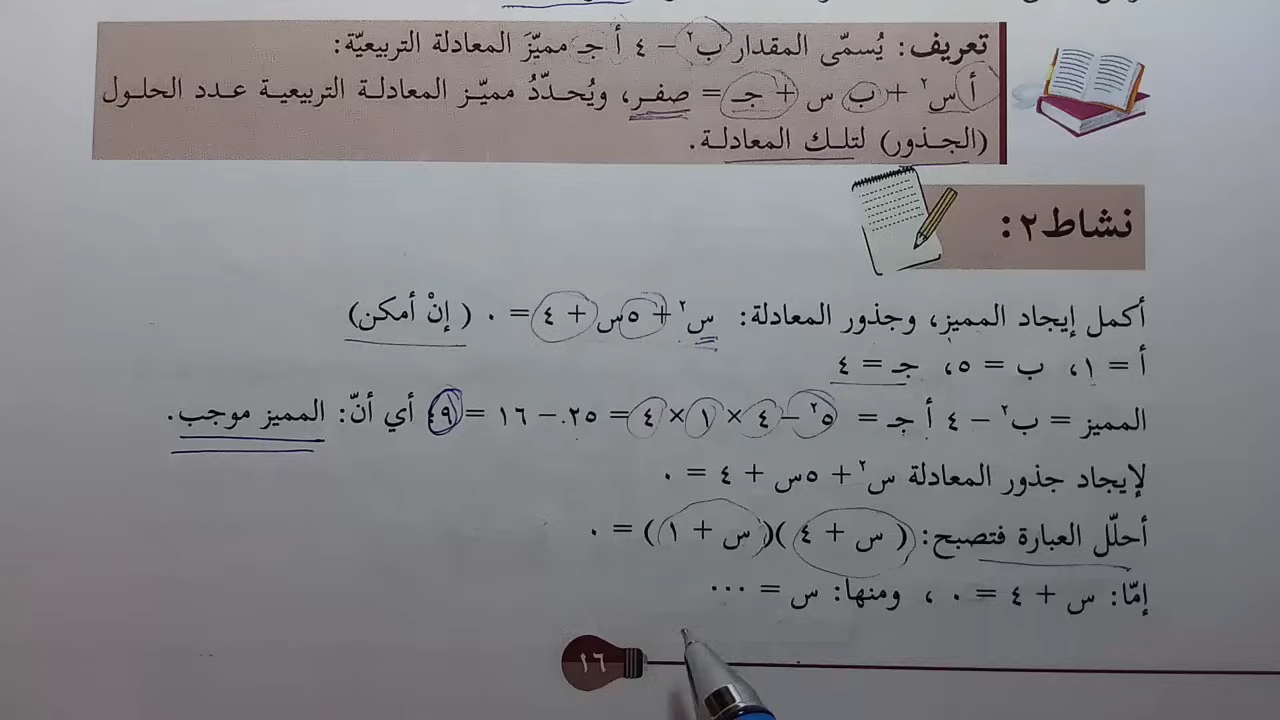 تعريف: يُسمّى المقدار ب٢ − ٤ أ جـ مميّزَ المعادلة التربيعيّة:
أ س٢ + ب س + جـ = صفر، ويُحدّدُ مميّز المعادلة التربيعية عدد الحلول
(الجذور) لتلك المعادلة.
نشاط٢:
أكمل إيجاد المميز، وجذور المعادلة: س٢ + ٥س + ٤ = ٠ (إنْ أمكن)
أ = ١، ب = ٥، جـ = ٤
المميز = ب٢ − ٤ أ جـ = ٥٢ − ٤ × ١ × ٤ = ٢٥ − ١٦ = ٩ أي أنّ: المميز موجب.
لإيجاد جذور المعادلة س٢ + ٥س + ٤ = ٠
أحلّل العبارة فتصبح: (س + ٤)(س + ١) = ٠
إمّا: س + ٤ = ٠ ، ومنها: س = ...
١٦